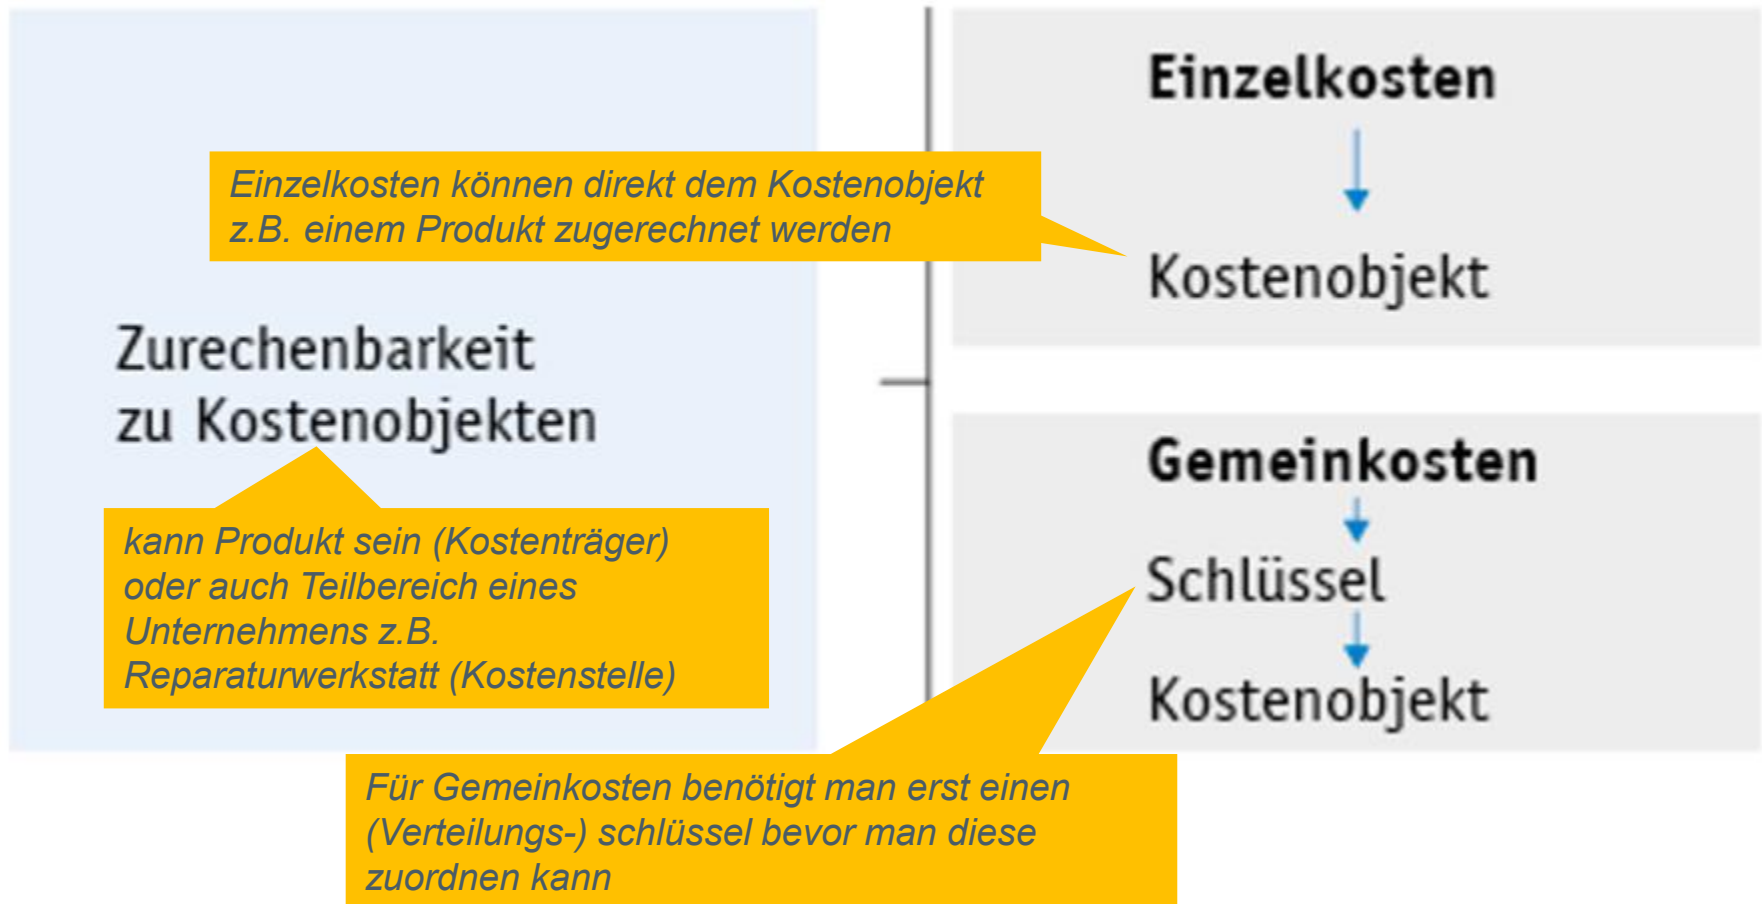 Einzelkosten
Einzelkosten können direkt dem Kostenobjekt
z.B. einem Produkt zugerechnet werden
Kostenobjekt
Zurechenbarkeit
zu Kostenobjekten
kann Produkt sein (Kostenträger)
oder auch Teilbereich eines
Unternehmens z.B.
Reparaturwerkstatt (Kostenstelle)
Gemeinkosten
Schlüssel
Kostenobjekt
Für Gemeinkosten benötigt man erst einen
(Verteilungs-) schlüssel bevor man diese
zuordnen kann